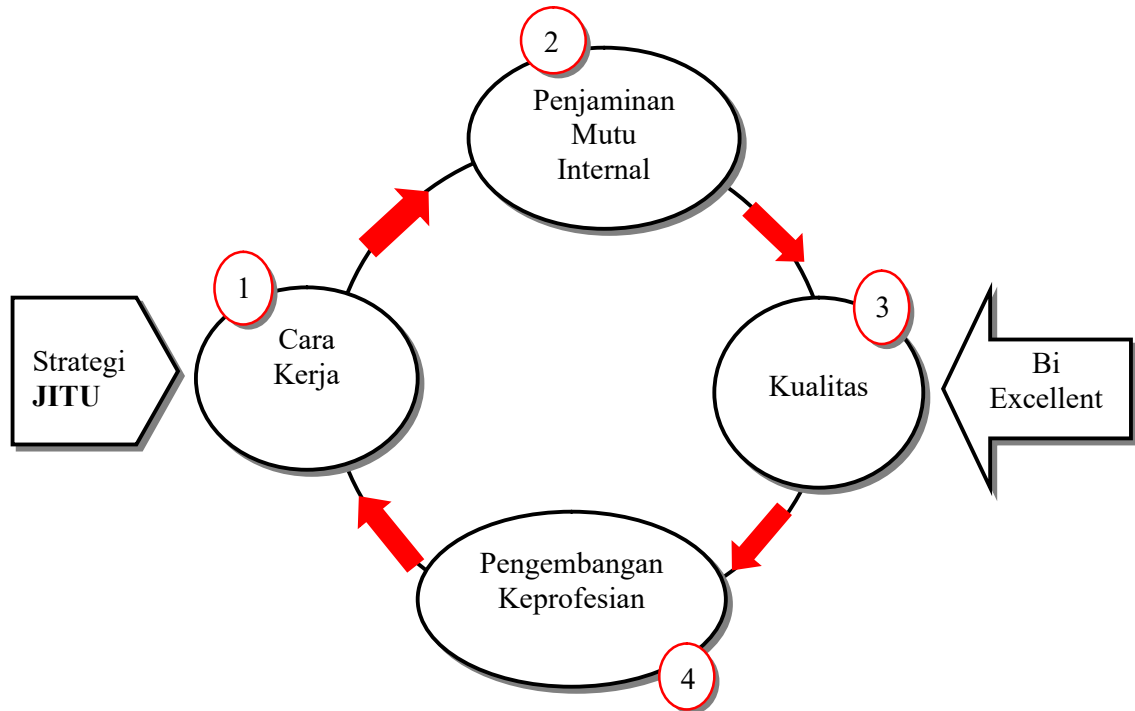 2
Penjaminan
Mutu
Internal
1
Cara
Kerja
3
Kualitas
Strategi
JITU
Bi
Excellent
Pengembangan
Keprofesian
4